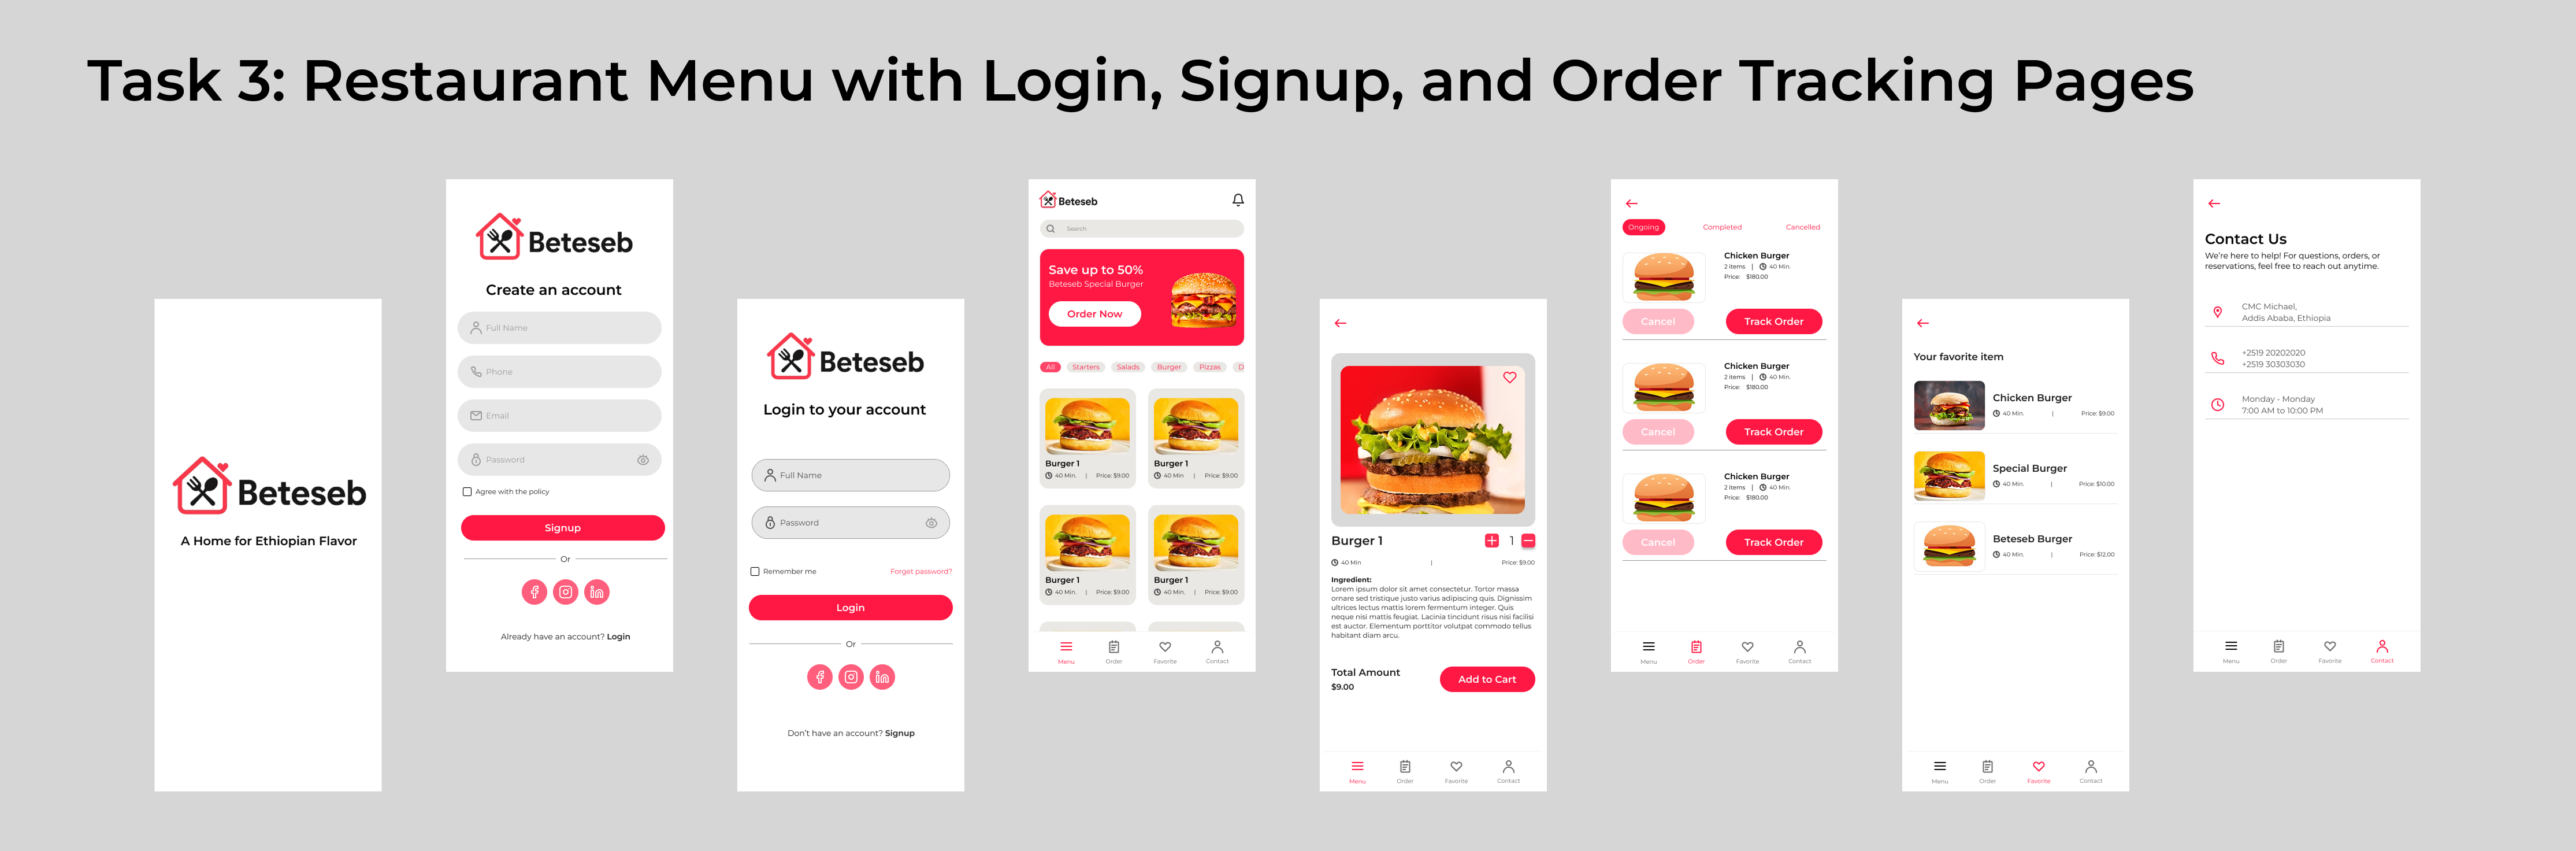 Task 3: Restaurant Menu with Login, Signup, and Order Tracking Pages
Beteseb
A Home for Ethiopian Flavor
Beteseb
Create an account
Full Name
Phone
Email
Password
Agree with the policy
Signup
Or
Already have an account? Login
Beteseb
Login to your account
Full Name
Password
Remember me
Forget password?
Login
Or
Don't have an account? Signup
Beteseb
Search
Save up to 50%
Beteseb Special Burger
Order Now
All Starters Salads Burger Pizzas D
Burger 1
40 Min. | Price: $9.00
Burger 1
40 Min | Price: $9.00
Burger 1
40 Min. | Price: $9.00
Burger 1
40 Min. | Price: $9.00
Menu Order Favorite Contact
Burger 1
1
40 Min | Price: $9.00
Ingredient:
Lorem ipsum dolor sit amet consectetur. Tortor massa
ornare sed tristique justo varius adipiscing quis. Dignissim
ultrices lectus mattis lorem fermentum integer. Quis
neque nisi mattis feugiat. Lacinia tincidunt risus nisi facilisi
est auctor. Elementum porttitor volutpat commodo tellus
habitant diam arcu.
Total Amount
$9.00
Add to Cart
Menu Order Favorite Contact
Ongoing Completed Cancelled
Chicken Burger
2 items | 40 Min.
Price: $180.00
Cancel Track Order
Chicken Burger
2 items | 40 Min.
Price: $180.00
Cancel Track Order
Chicken Burger
2 items | 40 Min.
Price: $180.00
Cancel Track Order
Menu Order Favorite Contact
Your favorite item
Chicken Burger
40 Min. | Price: $9.00
Special Burger
40 Min. | Price: $10.00
Beteseb Burger
40 Min. | Price: $12.00
Menu Order Favorite Contact
Contact Us
We're here to help! For questions, orders, or
reservations, feel free to reach out anytime.
CMC Michael,
Addis Ababa, Ethiopia
+2519 20202020
+2519 30303030
Monday - Monday
7:00 AM to 10:00 PM
Menu Order Favorite Contact